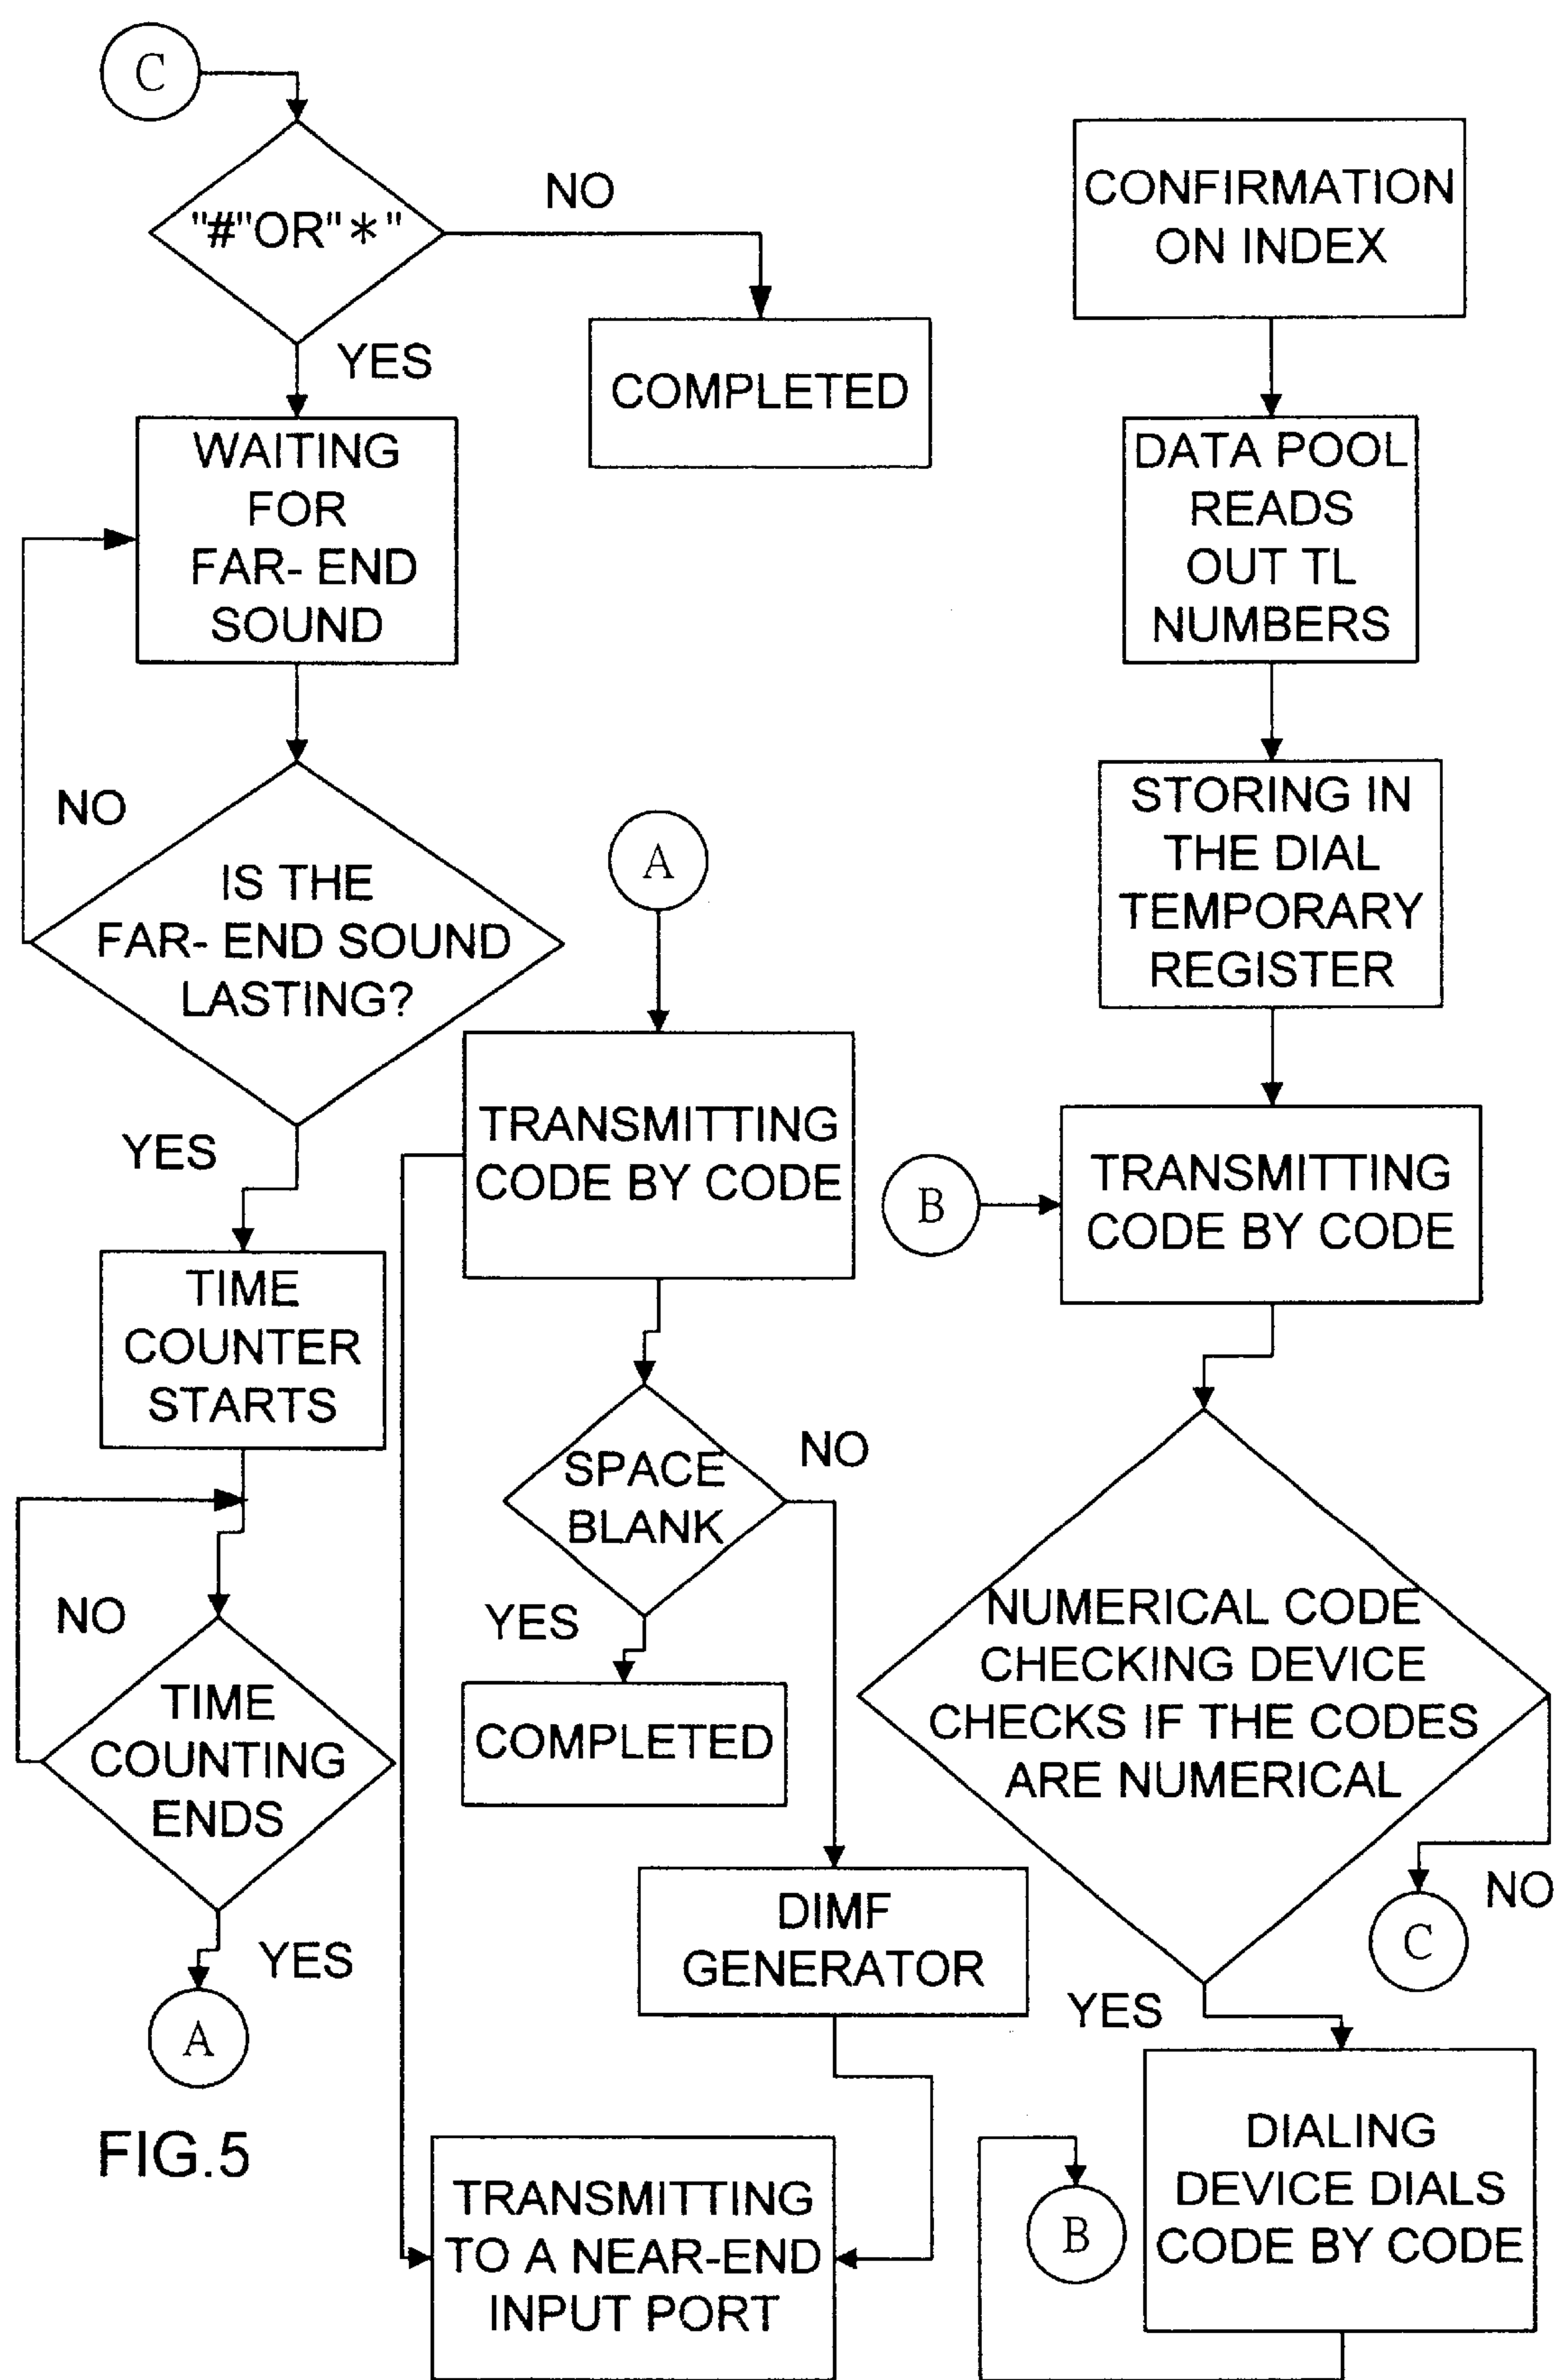 C
"#"OR"*"
NO
YES
COMPLETED
WAITING
FOR
FAR- END
SOUND
NO
IS THE
FAR- END SOUND
LASTING?
YES
TIME
COUNTER
STARTS
NO
TIME
COUNTING
ENDS
YES
A
FIG.5
A
TRANSMITTING
CODE BY CODE
SPACE
BLANK
NO
YES
COMPLETED
DIMF
GENERATOR
TRANSMITTING
TO A NEAR-END
INPUT PORT
CONFIRMATION
ON INDEX
DATA POOL
READS
OUT TL
NUMBERS
STORING IN
THE DIAL
TEMPORARY
REGISTER
B
TRANSMITTING
CODE BY CODE
NUMERICAL CODE
CHECKING DEVICE
CHECKS IF THE CODES
ARE NUMERICAL
NO
C
YES
DIALING
DEVICE DIALS
CODE BY CODE
B